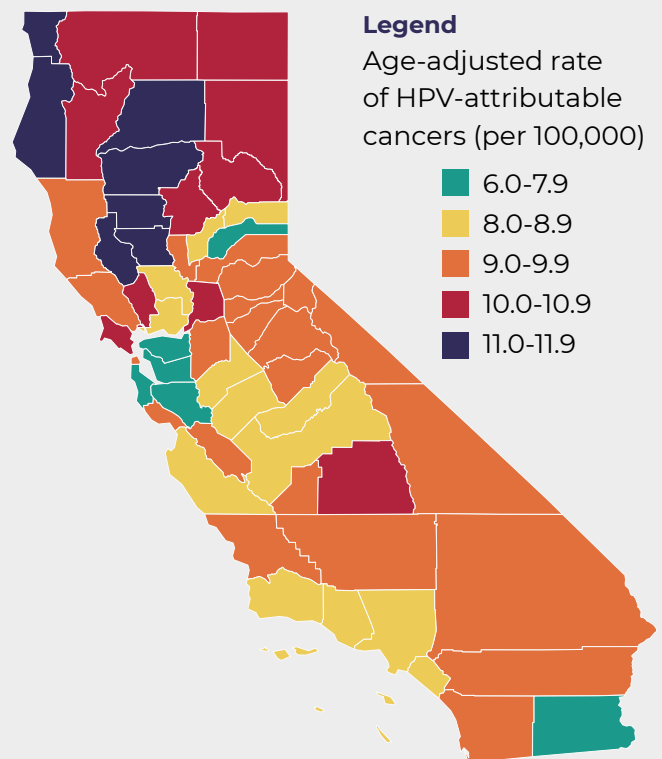 Legend
Age-adjusted rate
of HPV-attributable
cancers (per 100,000)
6.0-7.9
8.0-8.9
9.0-9.9
10.0-10.9
11.0-11.9